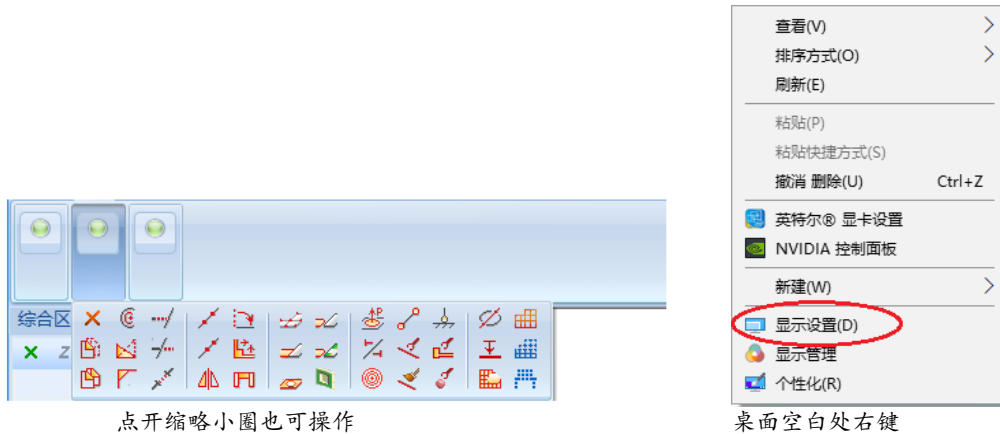 综合区
Z
点开缩略小圈也可操作
查看(V)
排序方式(O)
刷新(E)
粘贴(P)
粘贴快捷方式(S)
撤消 删除(U) Ctrl+Z
英特尔® 显卡设置
NVIDIA 控制面板
新建(W)
显示设置(D)
显示管理
个性化(R)
桌面空白处右键